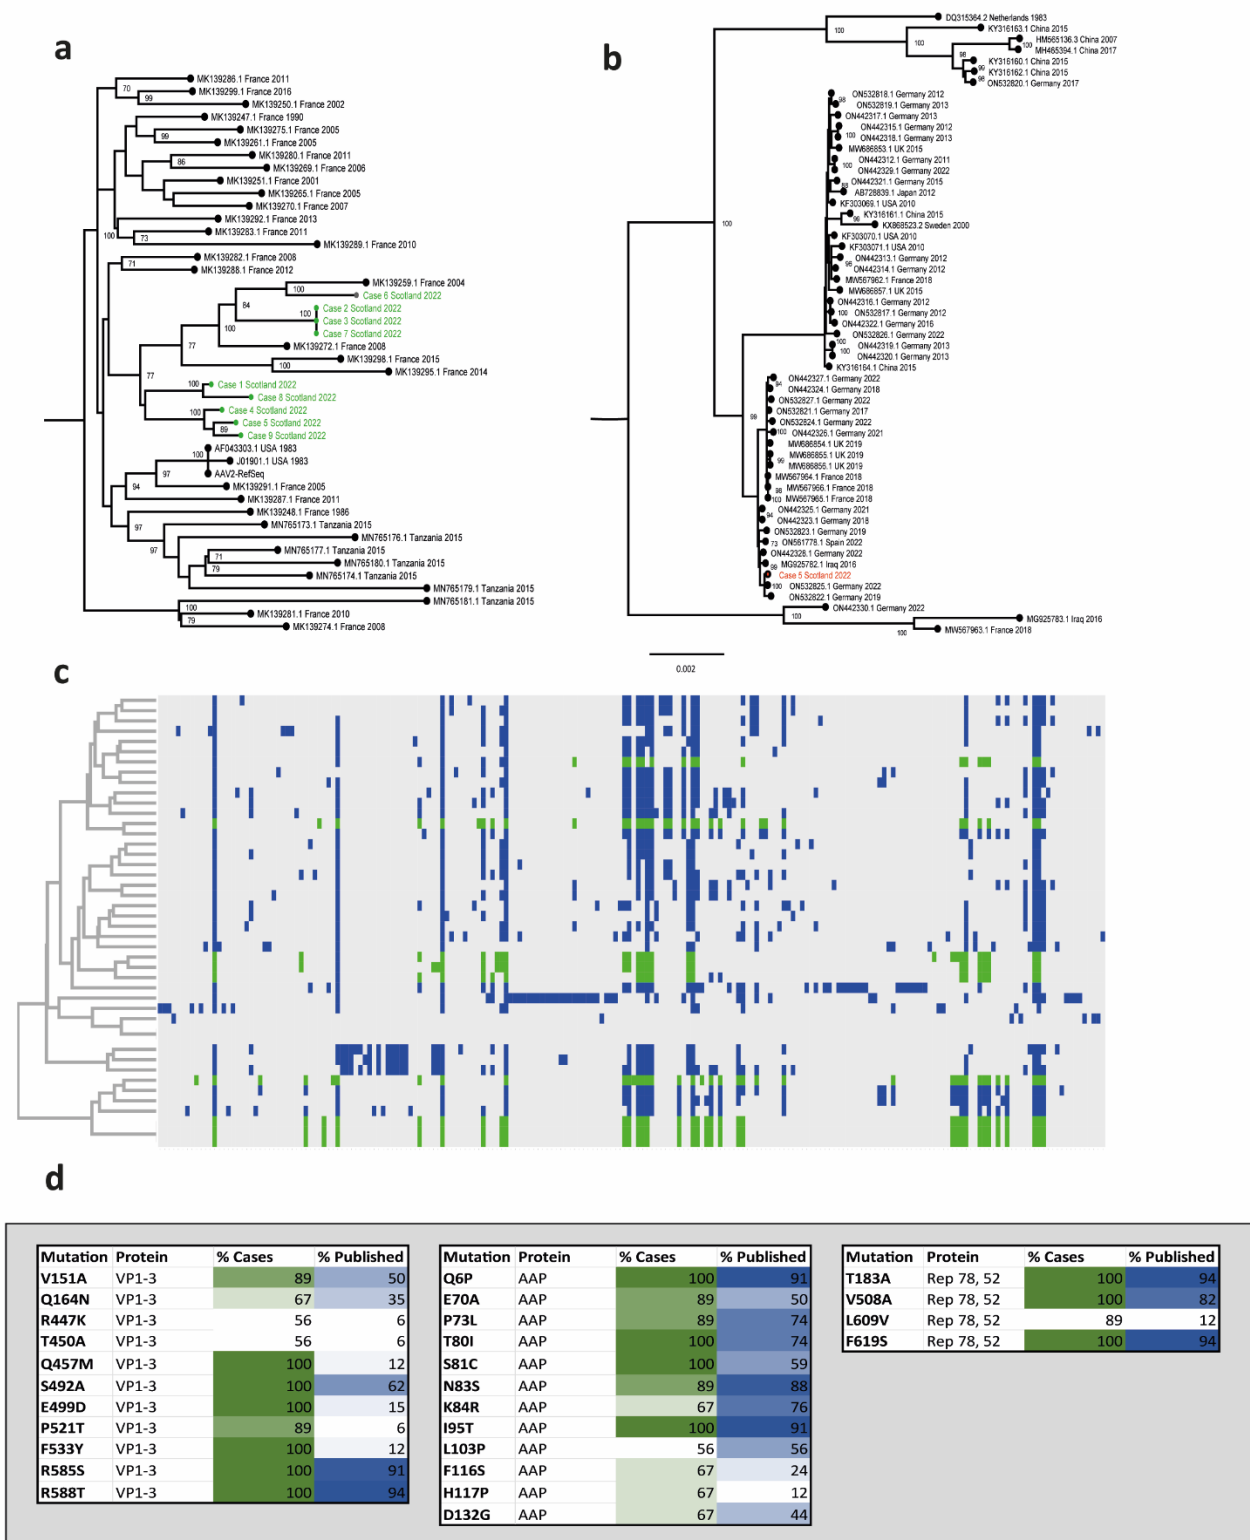 a
MK139286.1 France 2011
70
MK139299.1 France 2016
99
MK139250.1 France 2002
MK139247.1 France 1990
MK139275.1 France 2005
99
MK139261.1 France 2005
MK139280.1 France 2011
86
MK139269.1 France 2006
MK139251.1 France 2001
MK139265.1 France 2005
MK139270.1 France 2007
MK139292.1 France 2013
100
MK139283.1 France 2011
73
MK139289.1 France 2010
MK139282.1 France 2008
71
MK139288.1 France 2012
MK139259.1 France 2004
100
Case 6 Scotland 2022
84
Case 2 Scotland 2022
100
Case 3 Scotland 2022
100
Case 7 Scotland 2022
77
MK139272.1 France 2008
MK139298.1 France 2015
100
MK139295.1 France 2014
77
Case 1 Scotland 2022
100
Case 8 Scotland 2022
Case 4 Scotland 2022
100
Case 5 Scotland 2022
89
Case 9 Scotland 2022
AF043303.1 USA 1983
100
J01901.1 USA 1983
97
AAV2-RefSeq
94
MK139291.1 France 2005
MK139287.1 France 2011
MK139248.1 France 1986
97
MN765173.1 Tanzania 2015
MN765176.1 Tanzania 2015
97
MN765177.1 Tanzania 2015
71
MN765180.1 Tanzania 2015
79
MN765174.1 Tanzania 2015
MN765179.1 Tanzania 2015
MN765181.1 Tanzania 2015
100
MK139281.1 France 2010
79
MK139274.1 France 2008
b
DQ315364.2 Netherlands 1983
100
KY316163.1 China 2015
100
HM565136.3 China 2007
100
MH465394.1 China 2017
98
KY316160.1 China 2015
99
KY316162.1 China 2015
98
ON532820.1 Germany 2017
ON532818.1 Germany 2012
98
ON532819.1 Germany 2013
ON442317.1 Germany 2013
ON442315.1 Germany 2012
100
ON442318.1 Germany 2013
MW686853.1 UK 2015
ON442312.1 Germany 2011
100
ON442329.1 Germany 2022
ON442321.1 Germany 2015
AB728839.1 Japan 2012
KF303069.1 USA 2010
KY316161.1 China 2015
96
KX868523.2 Sweden 2000
100
KF303070.1 USA 2010
KF303071.1 USA 2010
ON442313.1 Germany 2012
96
ON442314.1 Germany 2012
MW567962.1 France 2018
MW686857.1 UK 2015
ON442316.1 Germany 2012
100
ON532817.1 Germany 2012
ON442322.1 Germany 2016
100
ON532826.1 Germany 2022
100
ON442319.1 Germany 2013
100
ON442320.1 Germany 2013
KY316164.1 China 2015
ON442327.1 Germany 2022
94
ON442324.1 Germany 2018
ON532827.1 Germany 2022
ON532821.1 Germany 2017
99
ON532824.1 Germany 2022
100
ON442326.1 Germany 2021
MW686854.1 UK 2019
MW686855.1 UK 2019
99
MW686856.1 UK 2019
MW567964.1 France 2018
98
MW567966.1 France 2018
100
MW567965.1 France 2018
ON442325.1 Germany 2021
94
ON442323.1 Germany 2018
ON532823.1 Germany 2019
73
ON561778.1 Spain 2022
ON442328.1 Germany 2022
MG925782.1 Iraq 2016
99
Case 5 Scotland 2022
100
ON532825.1 Germany 2022
ON532822.1 Germany 2019
ON442330.1 Germany 2022
100
MG925783.1 Iraq 2016
100
MW567963.1 France 2018
0.002
c
d
Mutation Protein % Cases % Published
V151A VP1-3 89 50
Q164N VP1-3 67 35
R447K VP1-3 56 6
T450A VP1-3 56 6
Q457M VP1-3 100 12
S492A VP1-3 100 62
E499D VP1-3 100 15
P521T VP1-3 89 6
F533Y VP1-3 100 12
R585S VP1-3 100 91
R588T VP1-3 100 94
Mutation Protein % Cases % Published
Q6P AAP 100 91
E70A AAP 89 50
P73L AAP 89 74
T80I AAP 100 74
S81C AAP 100 59
N83S AAP 89 88
K84R AAP 67 76
I95T AAP 100 91
L103P AAP 56 56
F116S AAP 67 24
H117P AAP 67 12
D132G AAP 67 44
Mutation Protein % Cases % Published
T183A Rep 78, 52 100 94
V508A Rep 78, 52 100 82
L609V Rep 78, 52 89 12
F619S Rep 78, 52 100 94